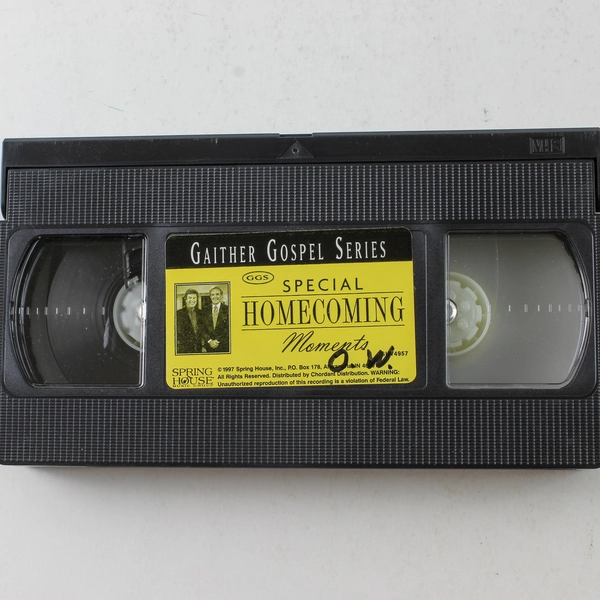 VHS
GAITHER GOSPEL SERIES
GGS
SPECIAL
HOMECOMING
Moments
O.W.
4957
SPRING
HOUSE
© 1997 Spring House, Inc., P.O. Box 178,
All Rights Reserved. Distributed by Chordant Distribution. WARNING:
Unauthorized reproduction of this recording is a violation of Federal Law.